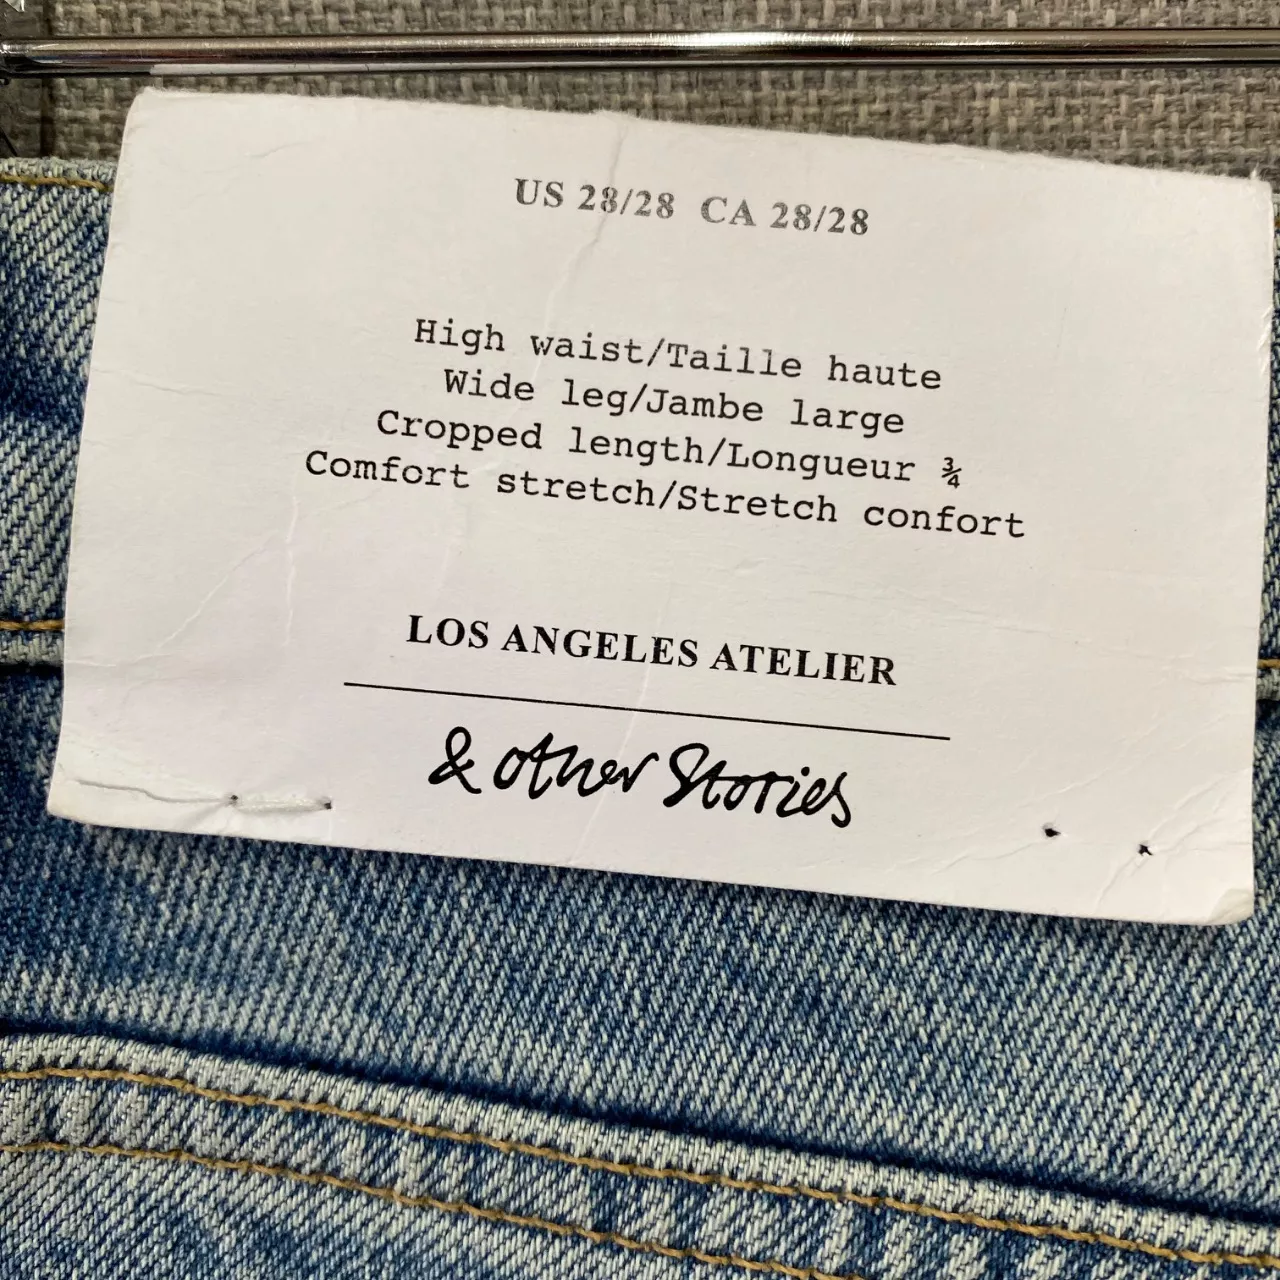 US 28/28 CA 28/28
High waist/Taille haute
Wide leg/Jambe large
Cropped length/Longueur ¾
Comfort stretch/Stretch confort
LOS ANGELES ATELIER
& other Stories